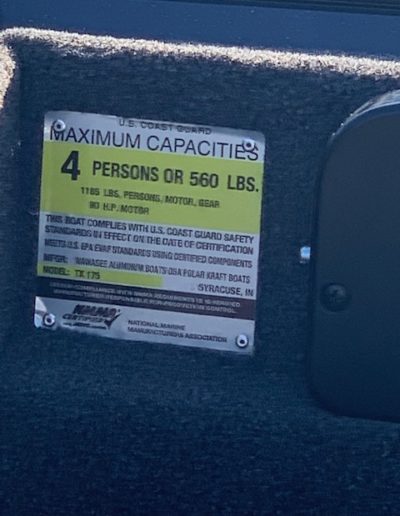 U.S. COAST GUARD
MAXIMUM CAPACITIES
4 PERSONS OR 560 LBS.
1165 LBS. PERSONS, MOTOR, GEAR
90 H.P. MOTOR
THIS BOAT COMPLIES WITH U.S. COAST GUARD SAFETY
STANDARDS IN EFFECT ON THE DATE OF CERTIFICATION
MEETS U.S. EPA EVAP STANDARDS USING CERTIFIED COMPONENTS
MFGR: WAWASEE ALUMINUM BOATS DBA POLAR KRAFT BOATS
MODEL: TX 175 SYRACUSE, IN
NMMA
CERTIFIED
NATIONAL MARINE
MANUFACTURERS ASSOCIATION